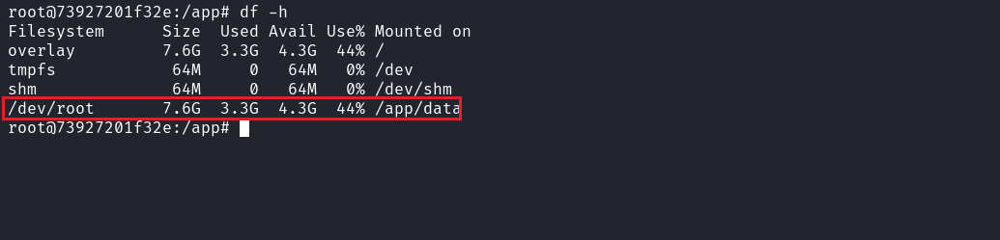 root@73927201f32e:/app# df -h
Filesystem      Size  Used Avail Use% Mounted on
overlay         7.6G  3.3G  4.3G  44% /
tmpfs            64M     0   64M   0% /dev
shm              64M     0   64M   0% /dev/shm
/dev/root       7.6G  3.3G  4.3G  44% /app/data
root@73927201f32e:/app#